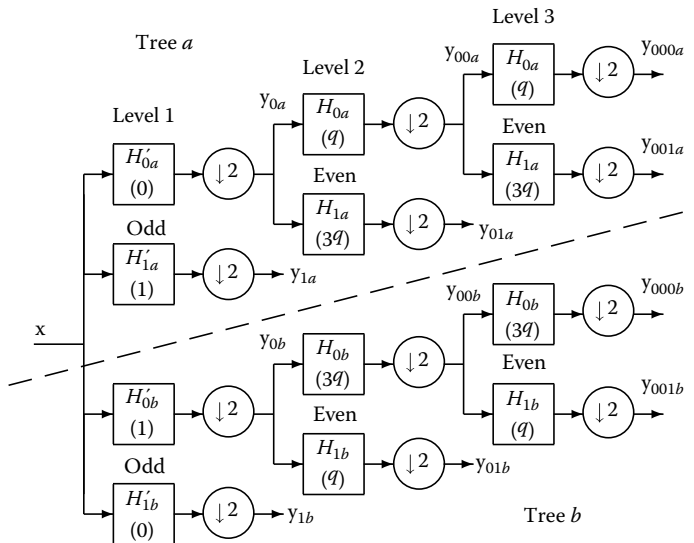 Level 3
Tree a
y00a
H0a
(q)
↓2
y000a
Level 2
y0a
H0a
(q)
↓2
Even
H1a
(3q)
↓2
y001a
Level 1
H′0a
(0)
↓2
Even
H1a
(3q)
↓2
y01a
Odd
H′1a
(1)
↓2
y1a
x
y00b
H0b
(3q)
↓2
y000b
y0b
H0b
(3q)
↓2
Even
H1b
(q)
↓2
y001b
H′0b
(1)
↓2
Even
H1b
(q)
↓2
y01b
Odd
H′1b
(0)
↓2
y1b
Tree b